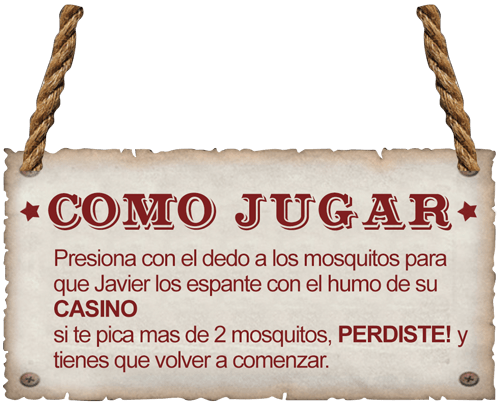 COMO JUGAR
Presiona con el dedo a los mosquitos para
que Javier los espante con el humo de su
CASINO
si te pica mas de 2 mosquitos, PERDISTE! y
tienes que volver a comenzar.